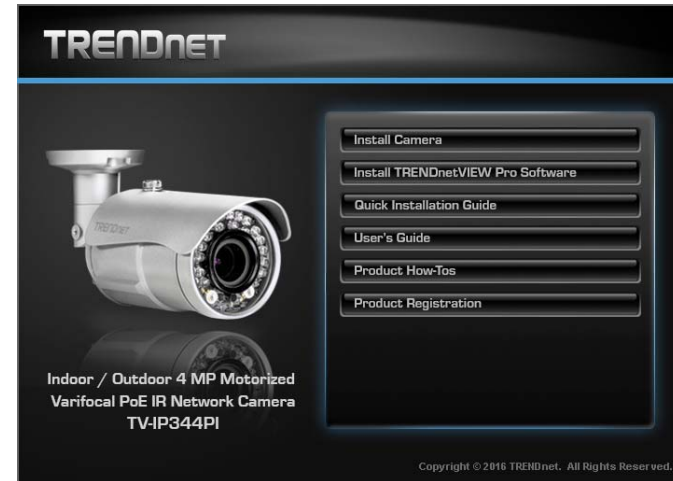 TRENDnet
Install Camera
Install TRENDnetVIEW Pro Software
Quick Installation Guide
User's Guide
Product How-Tos
Product Registration
TRENDnet
Indoor / Outdoor 4 MP Motorized
Varifocal PoE IR Network Camera
TV-IP344PI
Copyright © 2016 TRENDnet. All Rights Reserved.